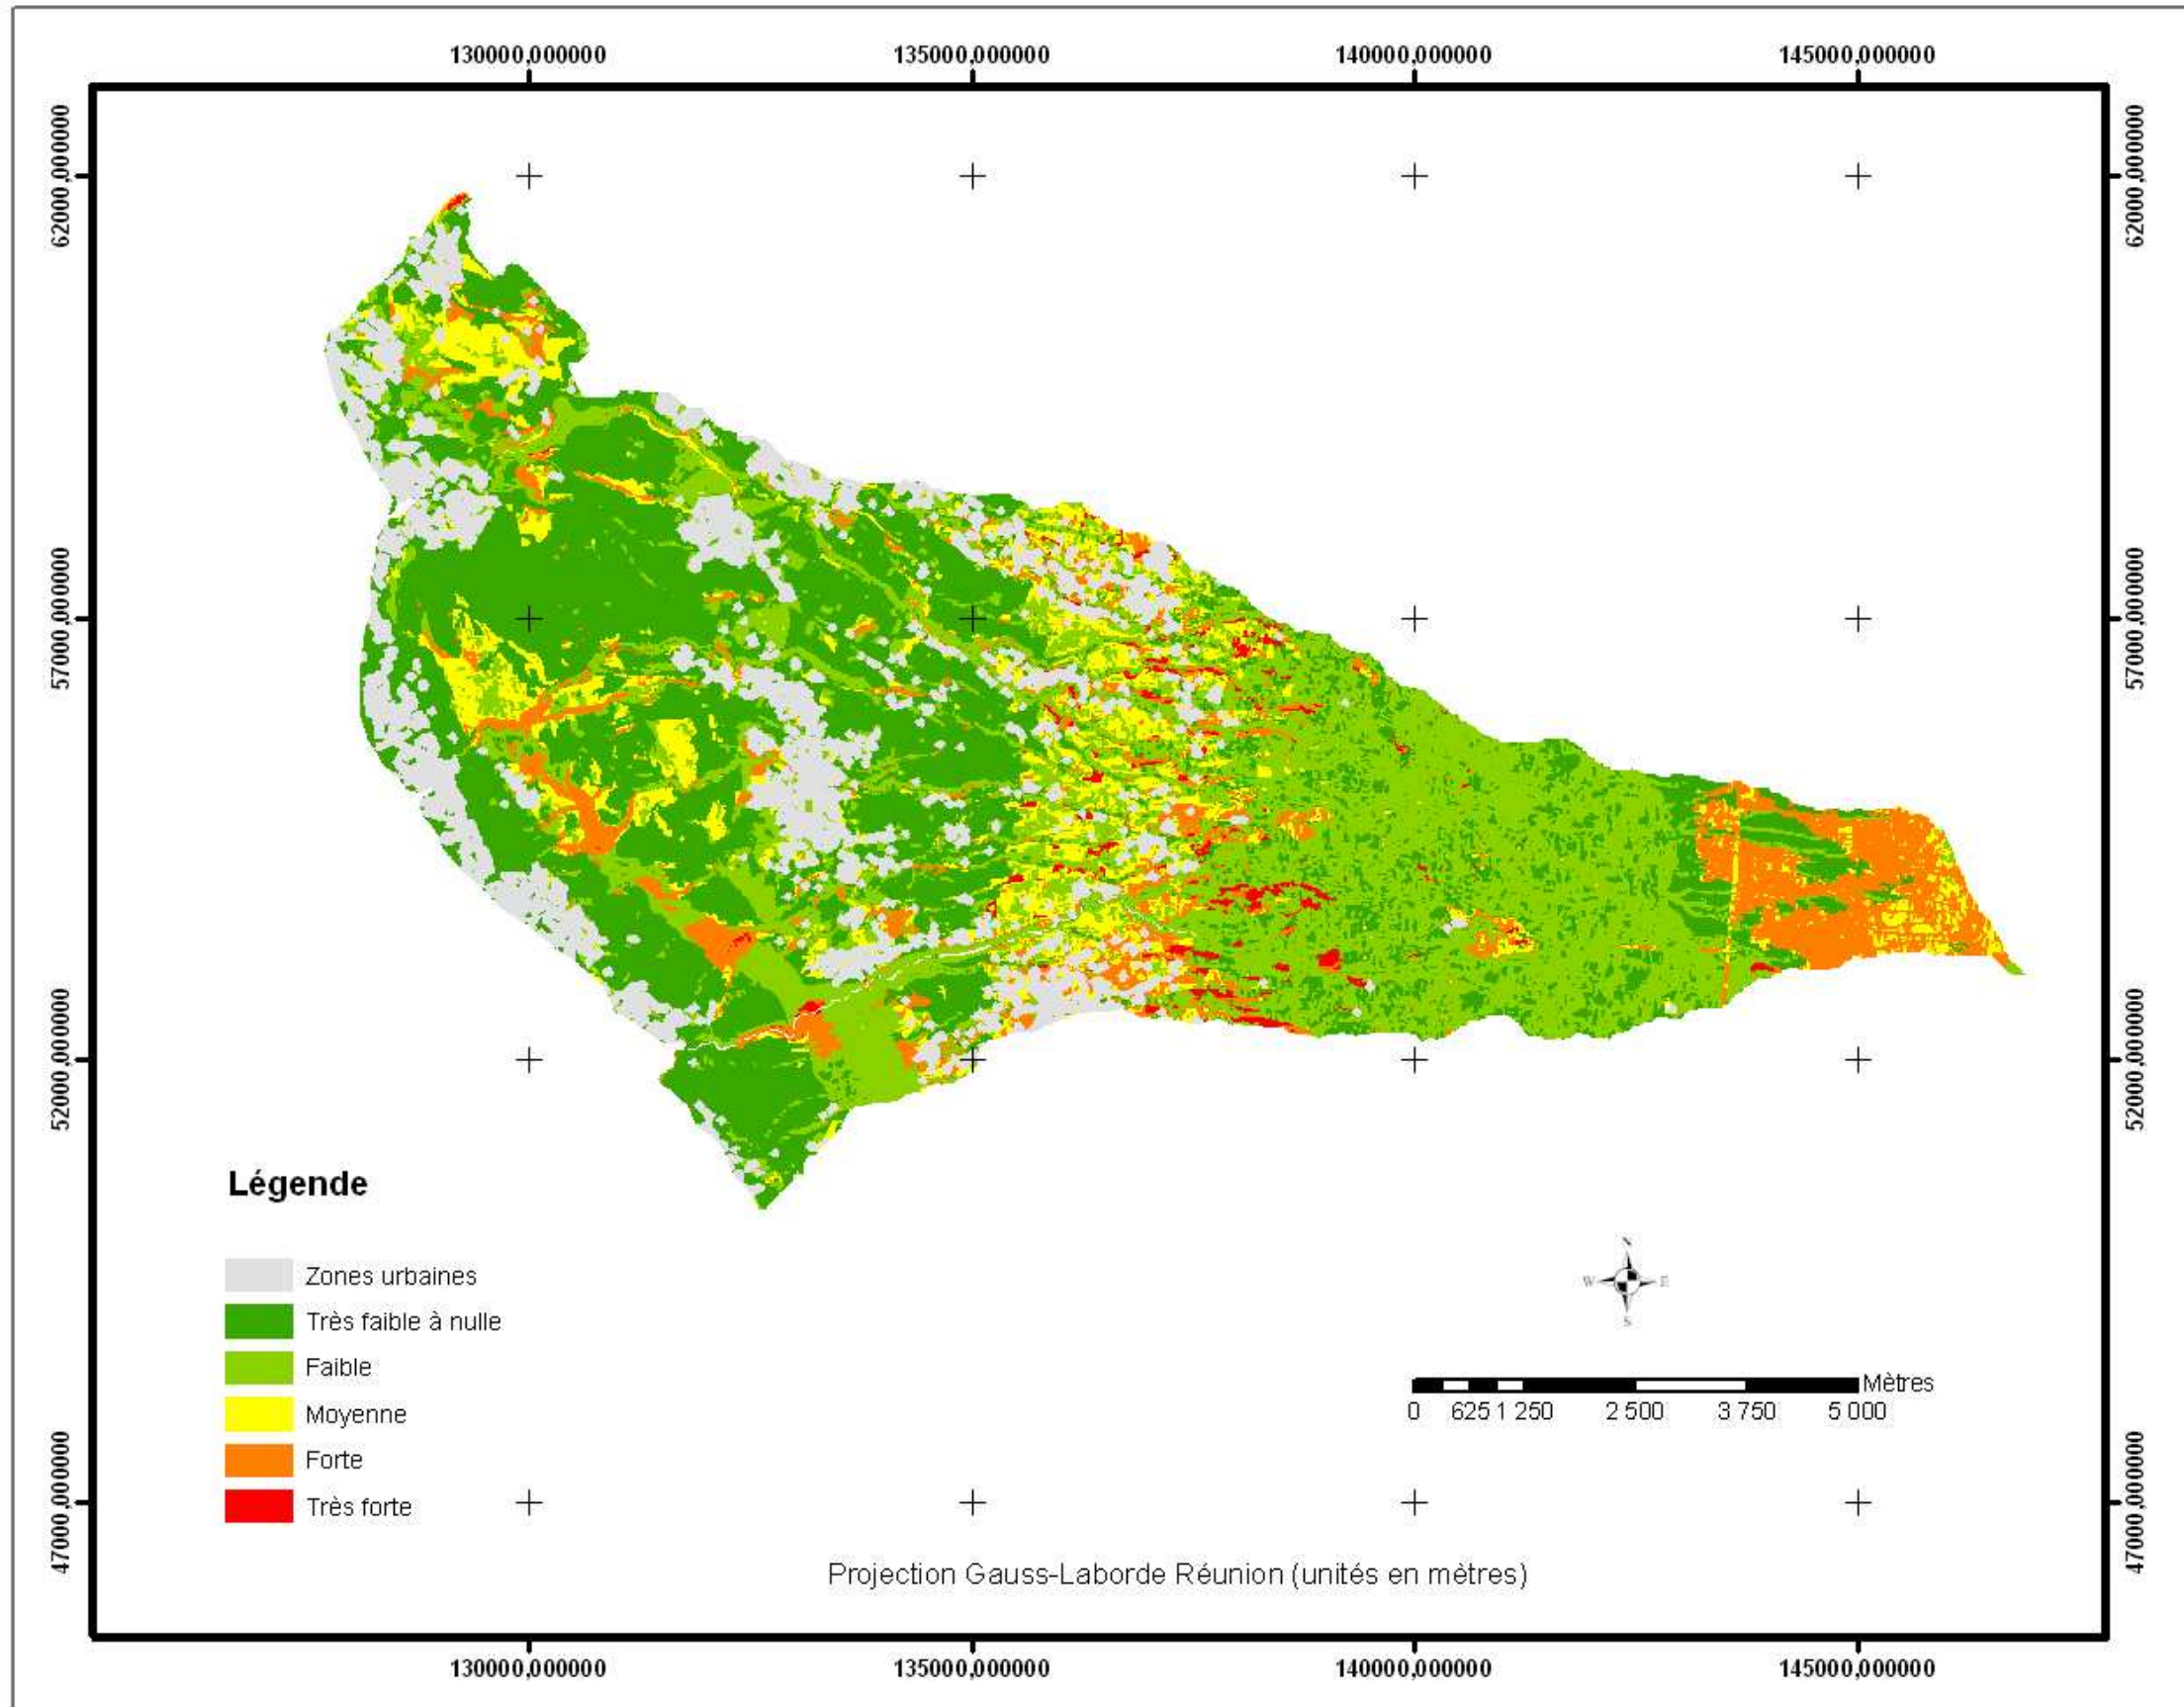 130000,000000 135000,000000 140000,000000 145000,000000
62000,000000 62000,000000
57000,000000 57000,000000
52000,000000 52000,000000
Légende
Zones urbaines
Très faible à nulle
Faible
Moyenne
Forte
Très forte
N
W E
S
Mètres
0 625 1 250 2 500 3 750 5 000
47000,000000 47000,000000
Projection Gauss-Laborde Réunion (unités en mètres)
130000,000000 135000,000000 140000,000000 145000,000000